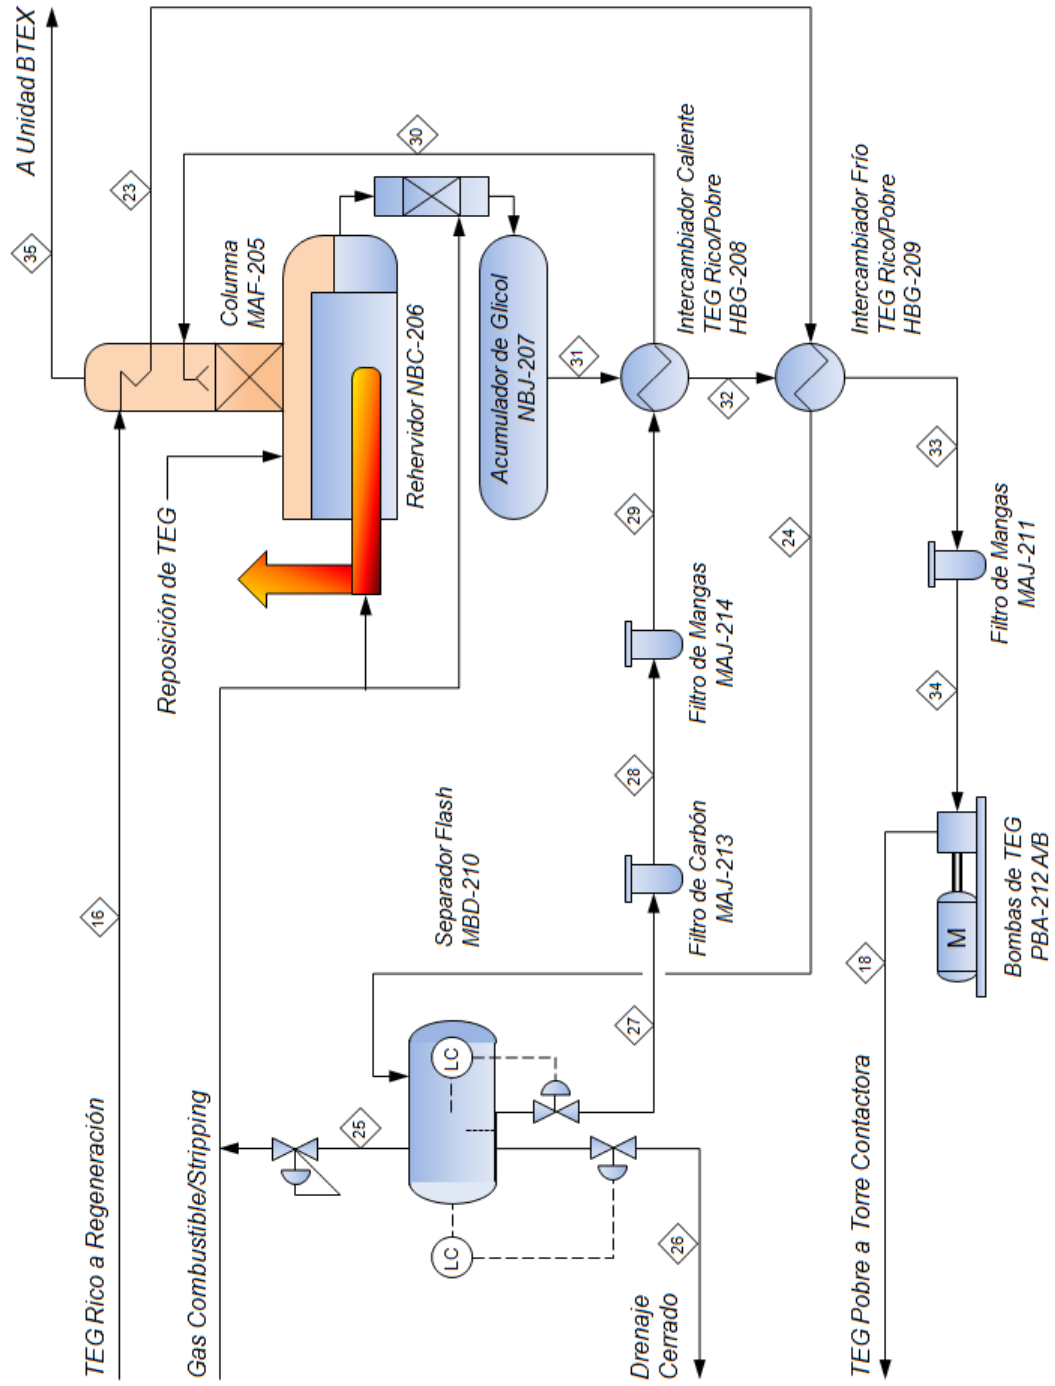 A Unidad BTEX
35
23
30
Columna
MAF-205
Rehervidor NBC-206
Reposición de TEG
Acumulador de Glicol
NBJ-207
31
Intercambiador Caliente
TEG Rico/Pobre
HBG-208
32
Intercambiador Frío
TEG Rico/Pobre
HBG-209
33
29
24
Filtro de Mangas
MAJ-214
Filtro de Mangas
MAJ-211
34
28
Filtro de Carbón
MAJ-213
Separador Flash
MBD-210
16
TEG Rico a Regeneración
Gas Combustible/Stripping
25
LC
LC
27
26
Drenaje
Cerrado
18
TEG Pobre a Torre Contactora
M
Bombas de TEG
PBA-212 A/B